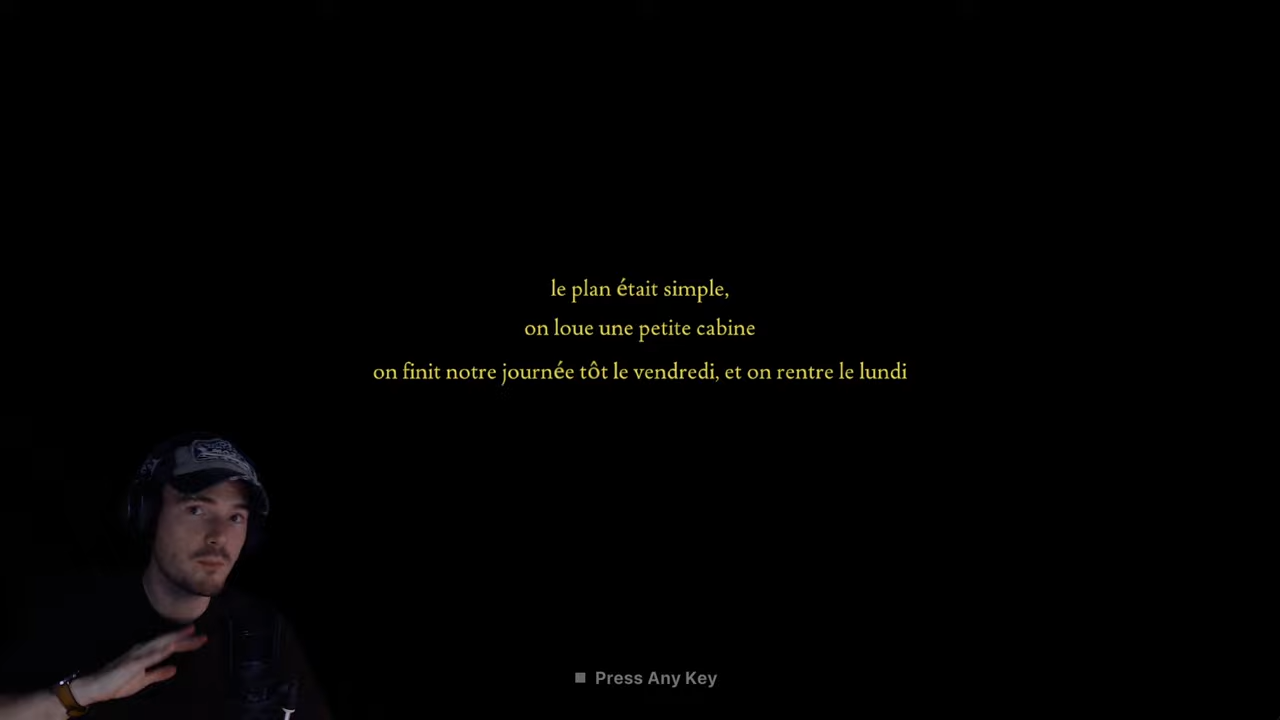 le plan était simple,
on loue une petite cabine
on finit notre journée tôt le vendredi, et on rentre le lundi
Press Any Key